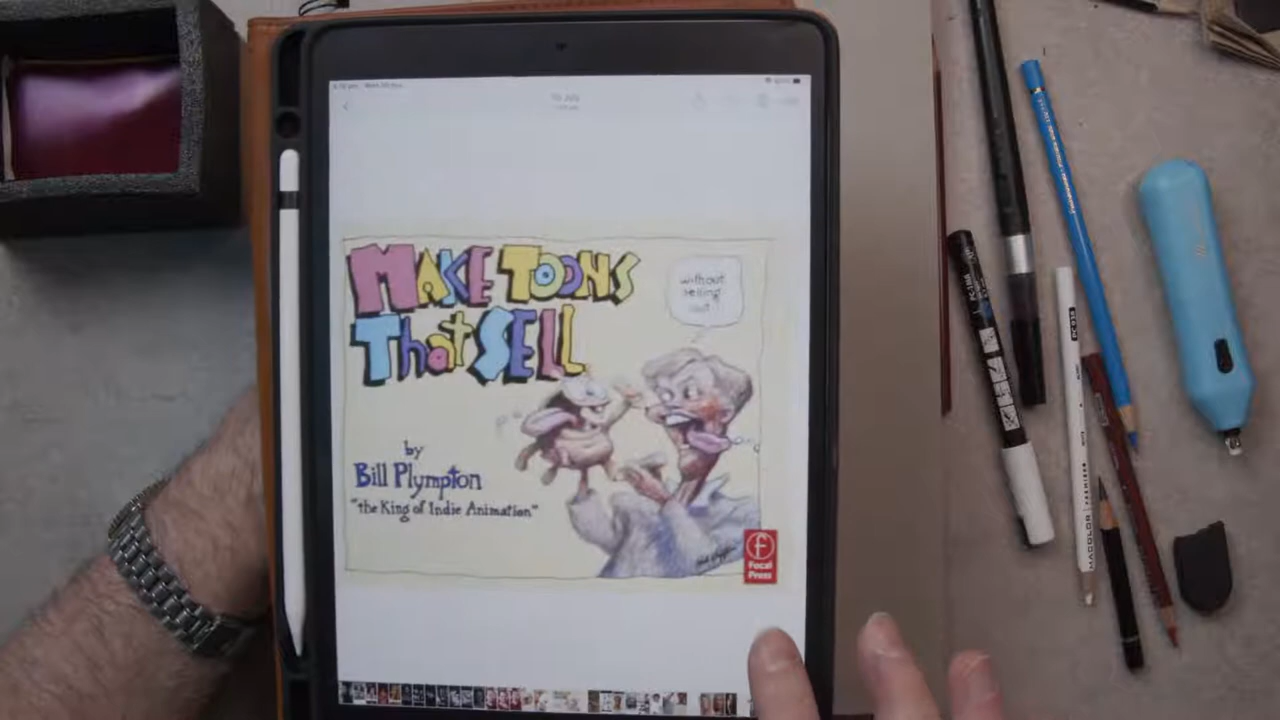 MAKE TOONS
That SELL
without
selling
out!
by
Bill Plympton
"the King of Indie Animation"
Focal
Press